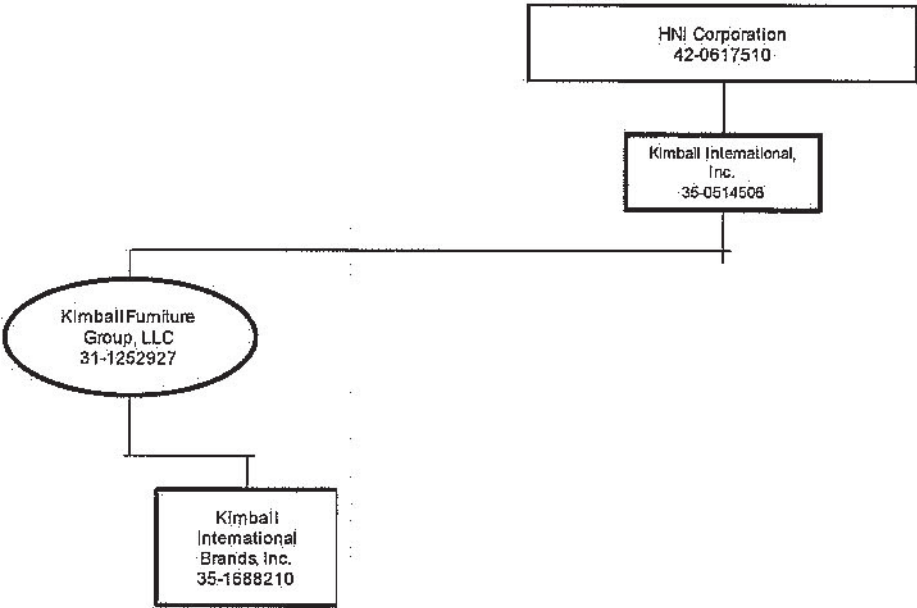 HNI Corporation
42-0617510
Kimball International,
Inc.
35-0514506
Kimball Furniture
Group, LLC
31-1252927
Kimball
International
Brands, Inc.
35-1688210